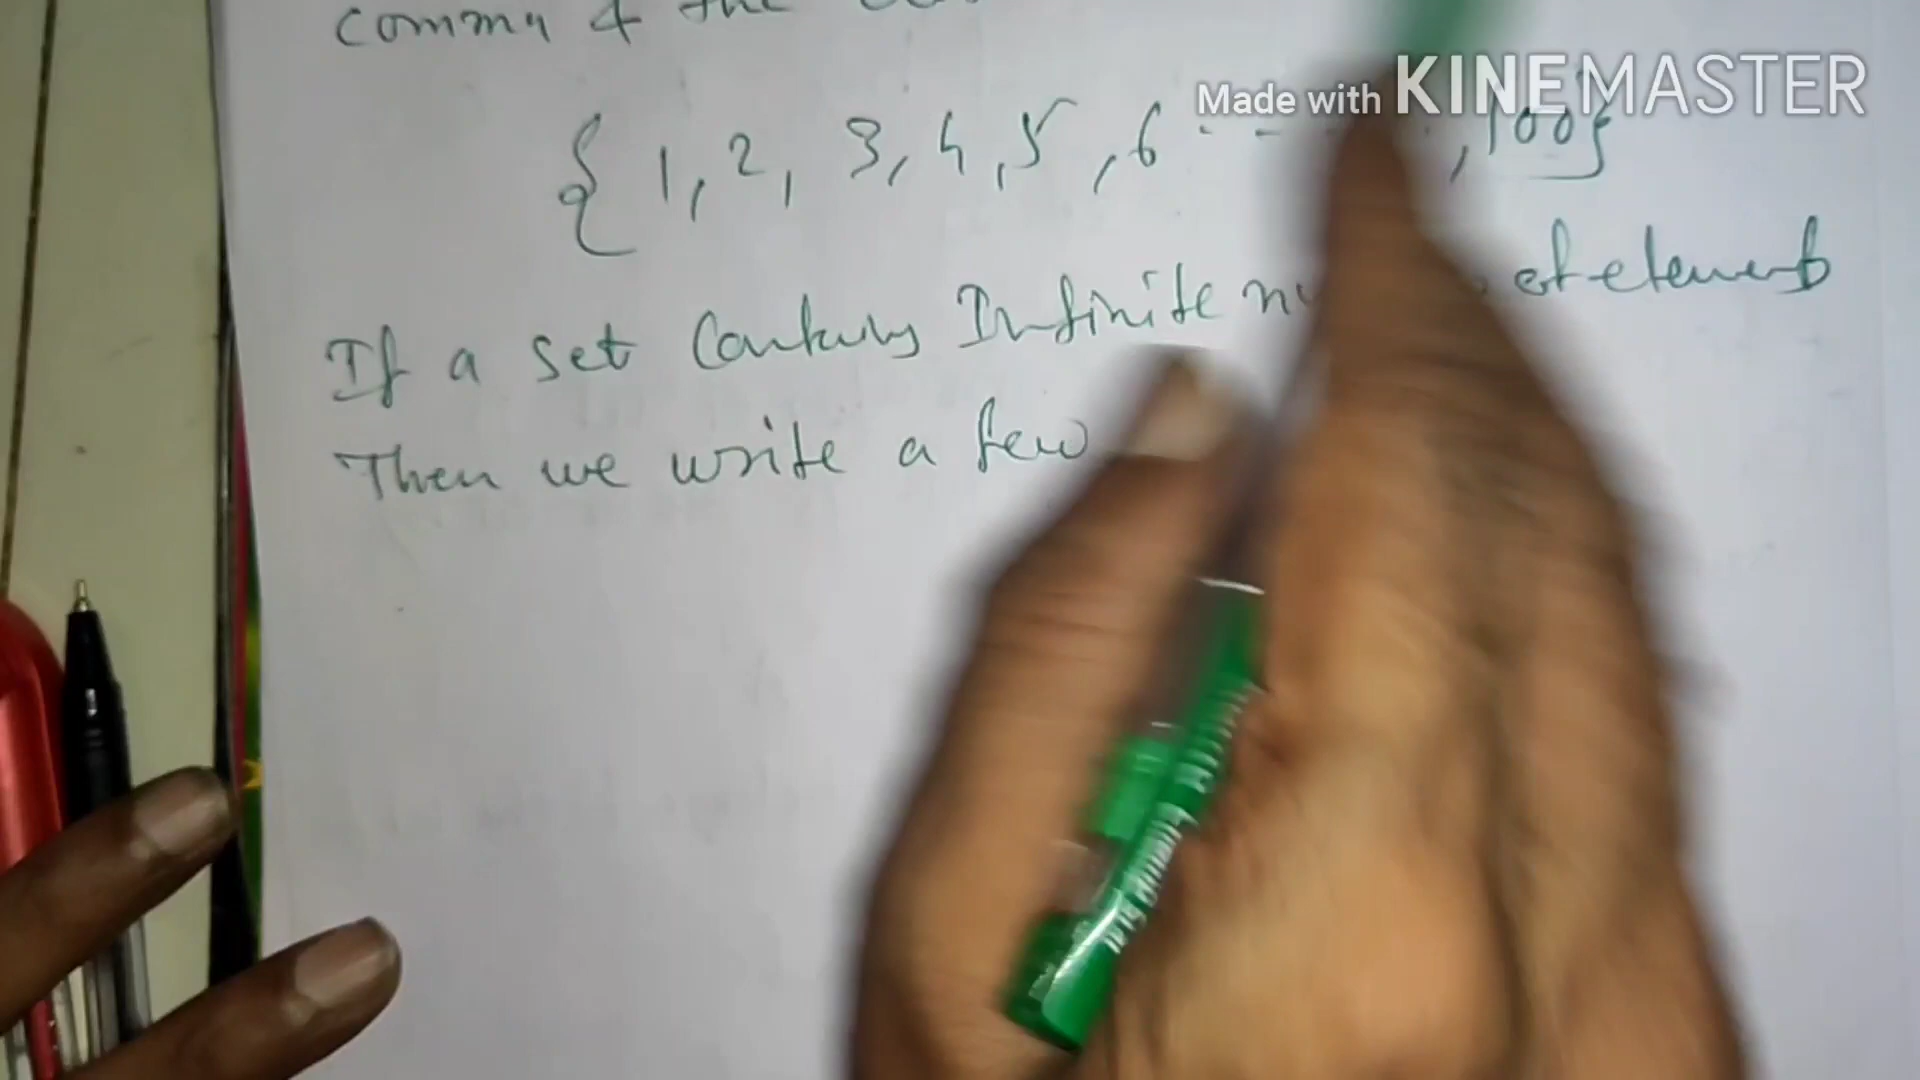 comma & the
Made with KINEMASTER
{ 1, 2, 3, 4, 5, 6 - - , 100}
If a set Contains Infinite of elements
Then we write a few